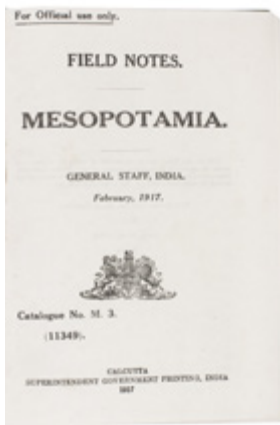 For Official use only.
FIELD NOTES.
MESOPOTAMIA.
GENERAL STAFF, INDIA.
February, 1917.
Catalogue No. M. 3.
(11349).
CALCUTTA
SUPERINTENDENT GOVERNMENT PRINTING, INDIA
1917